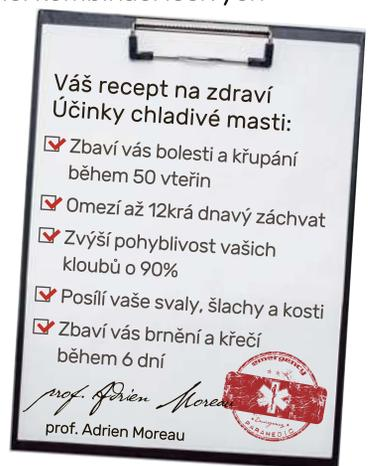 Váš recept na zdraví
Účinky chladivé masti:
Zbaví vás bolesti a křupání
během 50 vteřin
Omezí až 12krá dnavý záchvat
Zvýší pohyblivost vašich
kloubů o 90%
Posílí vaše svaly, šlachy a kosti
Zbaví vás brnění a křečí
během 6 dní
prof. Adrien Moreau
prof. Adrien Moreau
emergency
Emergency
PARAMEDIC